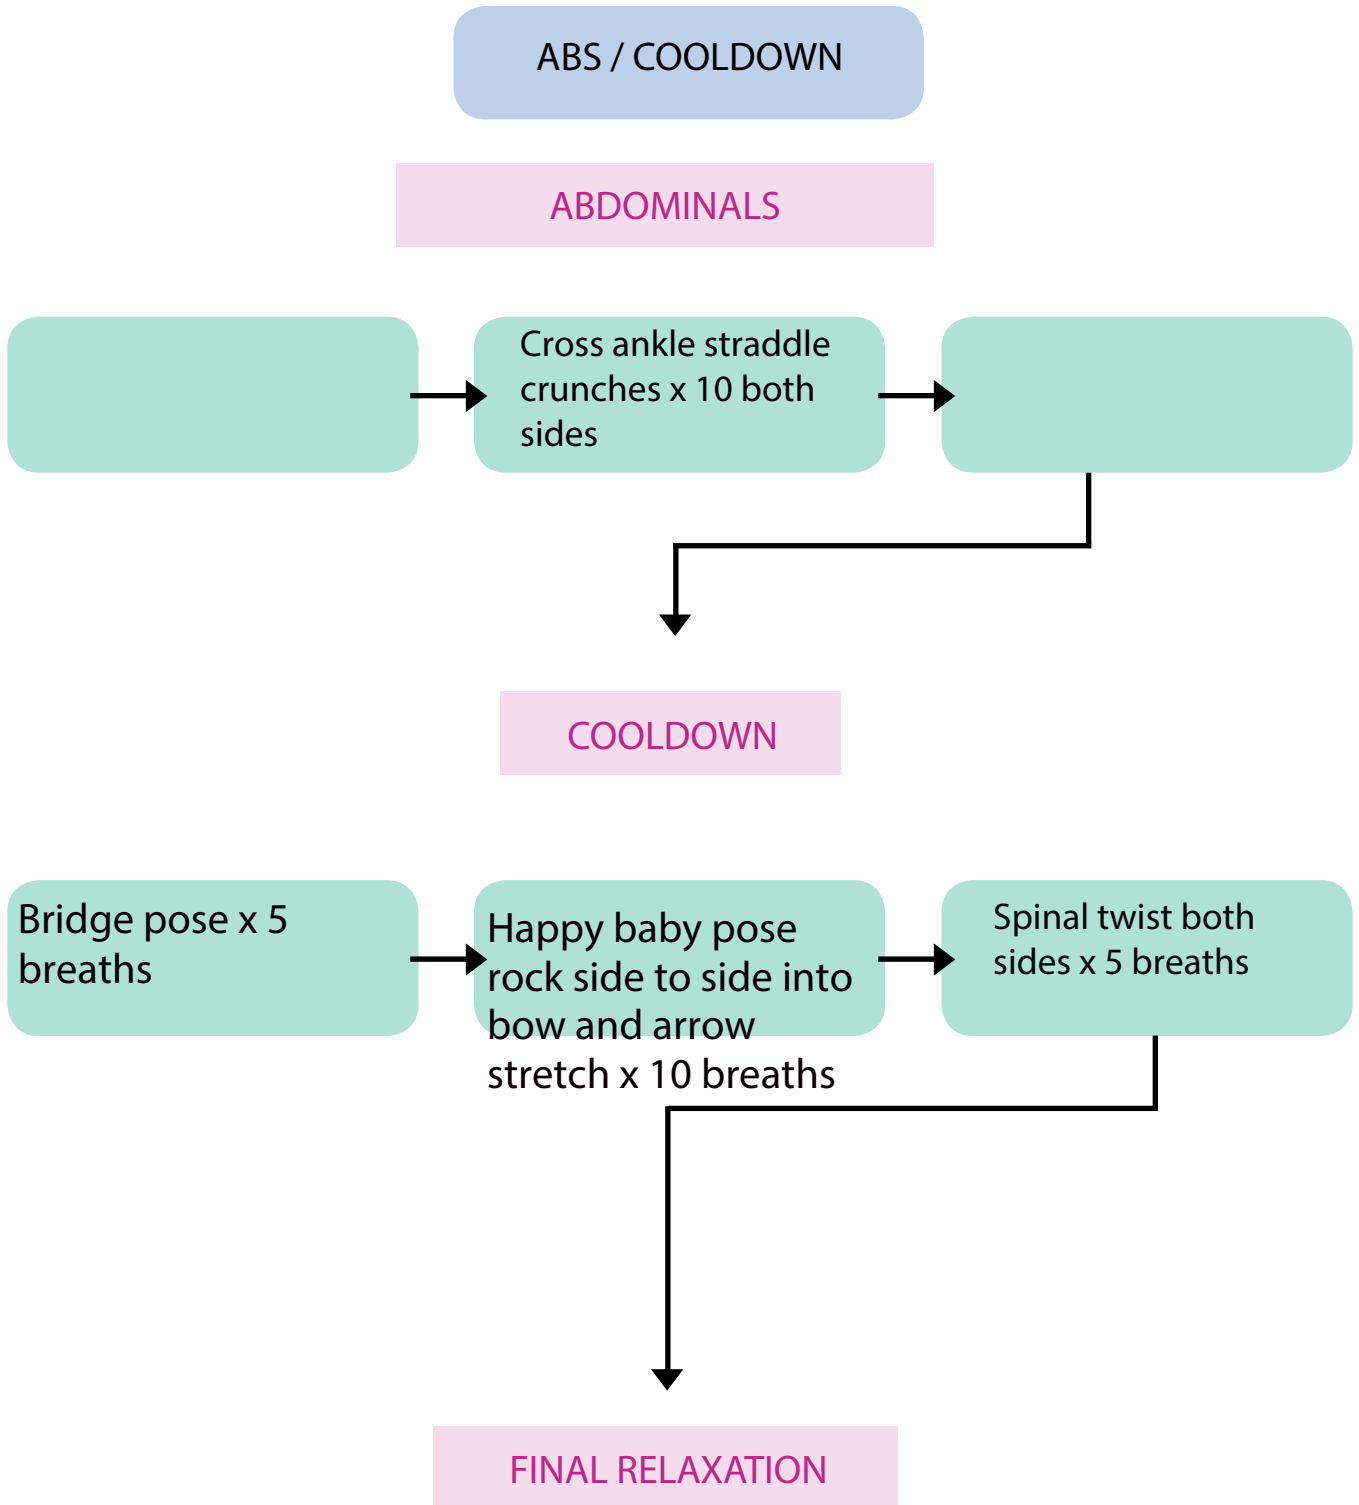 ABS / COOLDOWN
ABDOMINALS
Cross ankle straddle
crunches x 10 both
sides
COOLDOWN
Bridge pose x 5
breaths
Happy baby pose
rock side to side into
bow and arrow
stretch x 10 breaths
Spinal twist both
sides x 5 breaths
FINAL RELAXATION